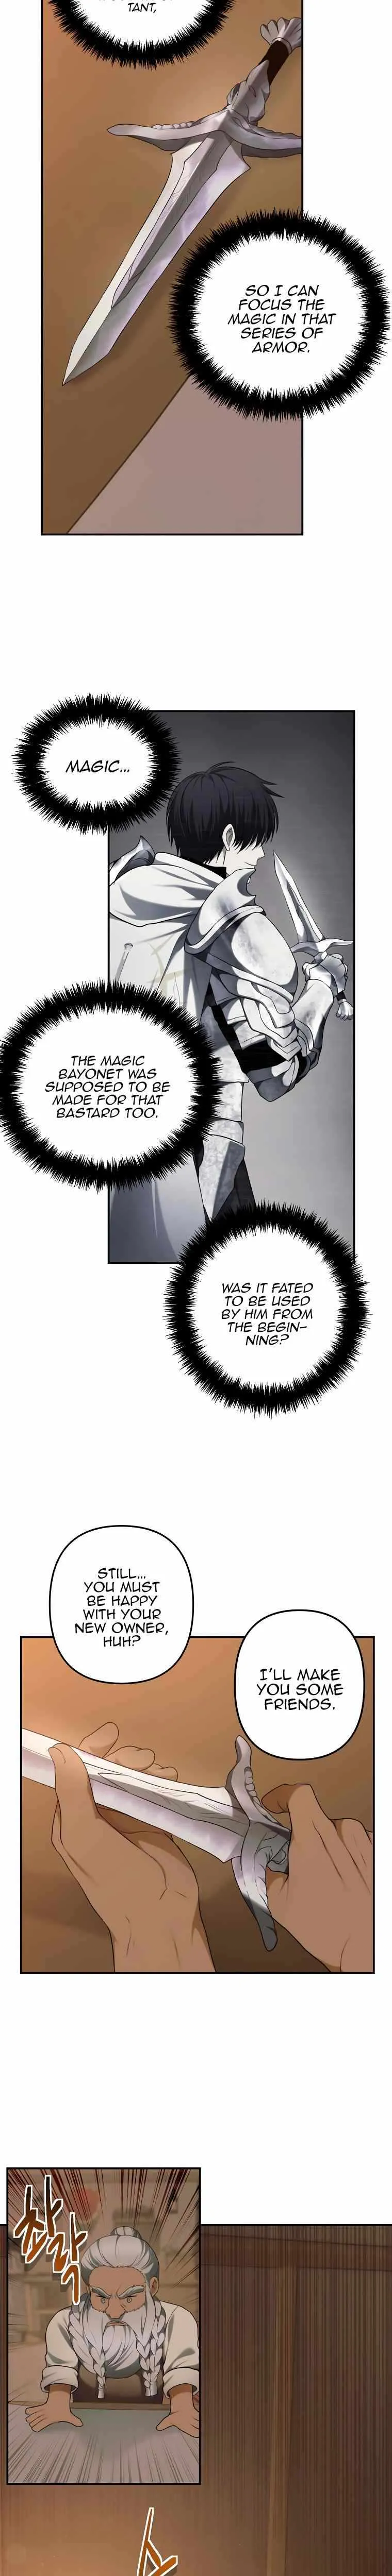 TANT,
SO I CAN
FOCUS THE
MAGIC IN THAT
SERIES OF
ARMOR.
MAGIC...
THE MAGIC
BAYONET WAS
SUPPOSED TO BE
MADE FOR THAT
BASTARD TOO.
WAS IT FATED
TO BE USED
BY HIM FROM
THE BEGIN-
NING?
STILL...
YOU MUST
BE HAPPY
WITH YOUR
NEW OWNER,
HUH?
I'LL MAKE
YOU SOME
FRIENDS.
촤락